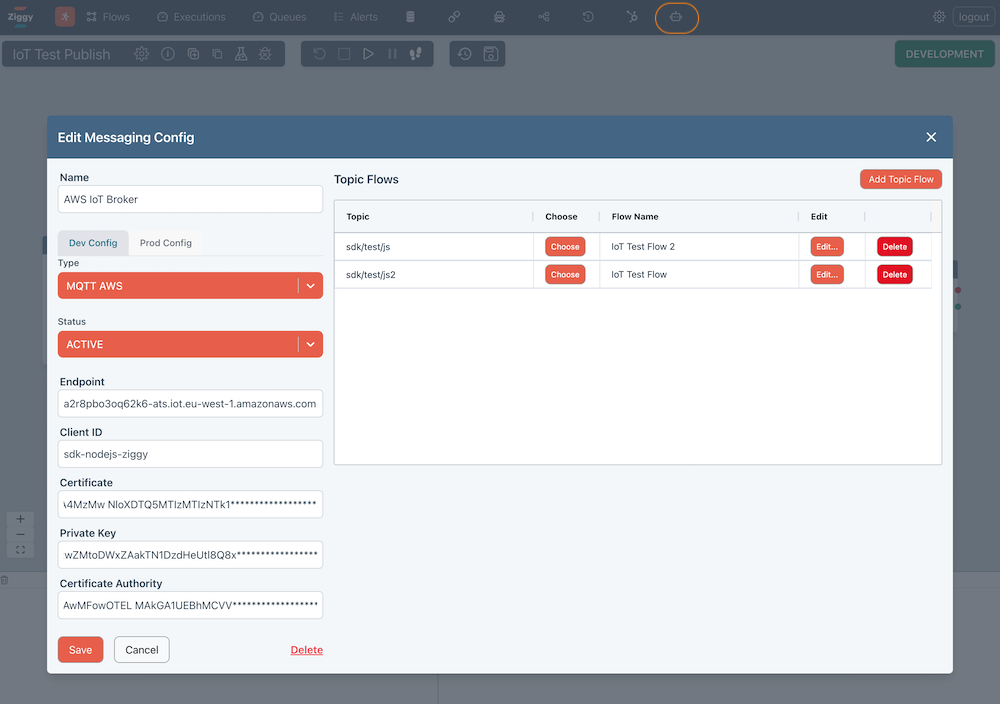 Ziggy
Flows
Executions
Queues
Alerts
logout
IoT Test Publish
DEVELOPMENT
Edit Messaging Config
Name
AWS IoT Broker
Dev Config
Prod Config
Type
MQTT AWS
Status
ACTIVE
Endpoint
a2r8pbo3oq62k6-ats.iot.eu-west-1.amazonaws.com
Client ID
sdk-nodejs-ziggy
Certificate
4MzMw NIoXDTQ5MTIzMTIzNTk1******************
Private Key
wZMtoDWxZAakTN1DzdHeUtI8Q8x*****************
Certificate Authority
AwMFowOTEL MAkGA1UEBhMCVV******************
Save
Cancel
Delete
Topic Flows
Add Topic Flow
Topic Choose Flow Name Edit
sdk/test/js Choose IoT Test Flow 2 Edit... Delete
sdk/test/js2 Choose IoT Test Flow Edit... Delete